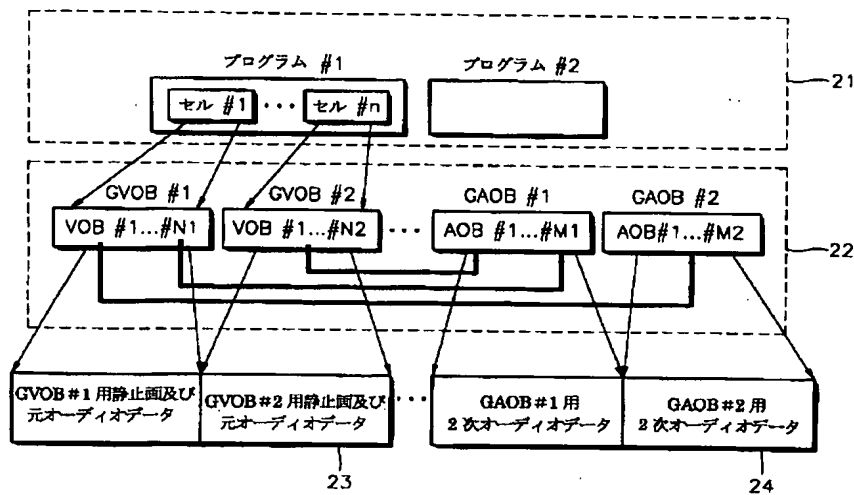 プログラム #1
プログラム #2
セル #1 ··· セル #n
21
GVOB #1
GVOB #2
GAOB #1
GAOB #2
VOB #1...#N1
VOB #1...#N2
···
AOB #1...#M1
AOB#1...#M2
22
GVOB#1用静止画及び
元オーディオデータ
GVOB#2用静止画及び
元オーディオデータ
···
GAOB#1用
2次オーディオデータ
GAOB#2用
2次オーディオデータ
23
24